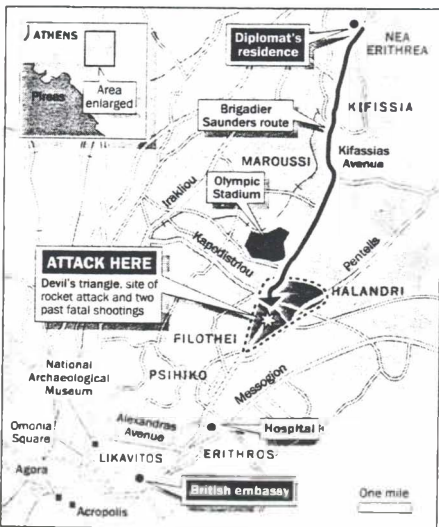 ATHENS
Piraeus
Area
enlarged
Diplomat's
residence
NEA
ERITHREA
KIFISSIA
Brigadier
Saunders route
Kifassias
Avenue
MAROUSSI
Irakliou
Olympic
Stadium
Kapodistriou
Pentelis
ATTACK HERE
Devil's triangle, site of
rocket attack and two
past fatal shootings
HALANDRI
FILOTHEI
PSIHIKO
Messogion
National
Archaeological
Museum
Alexandras
Avenue
Hospital
Omonia
Square
LIKAVITOS
ERITHROS
Agora
British embassy
Acropolis
One mile